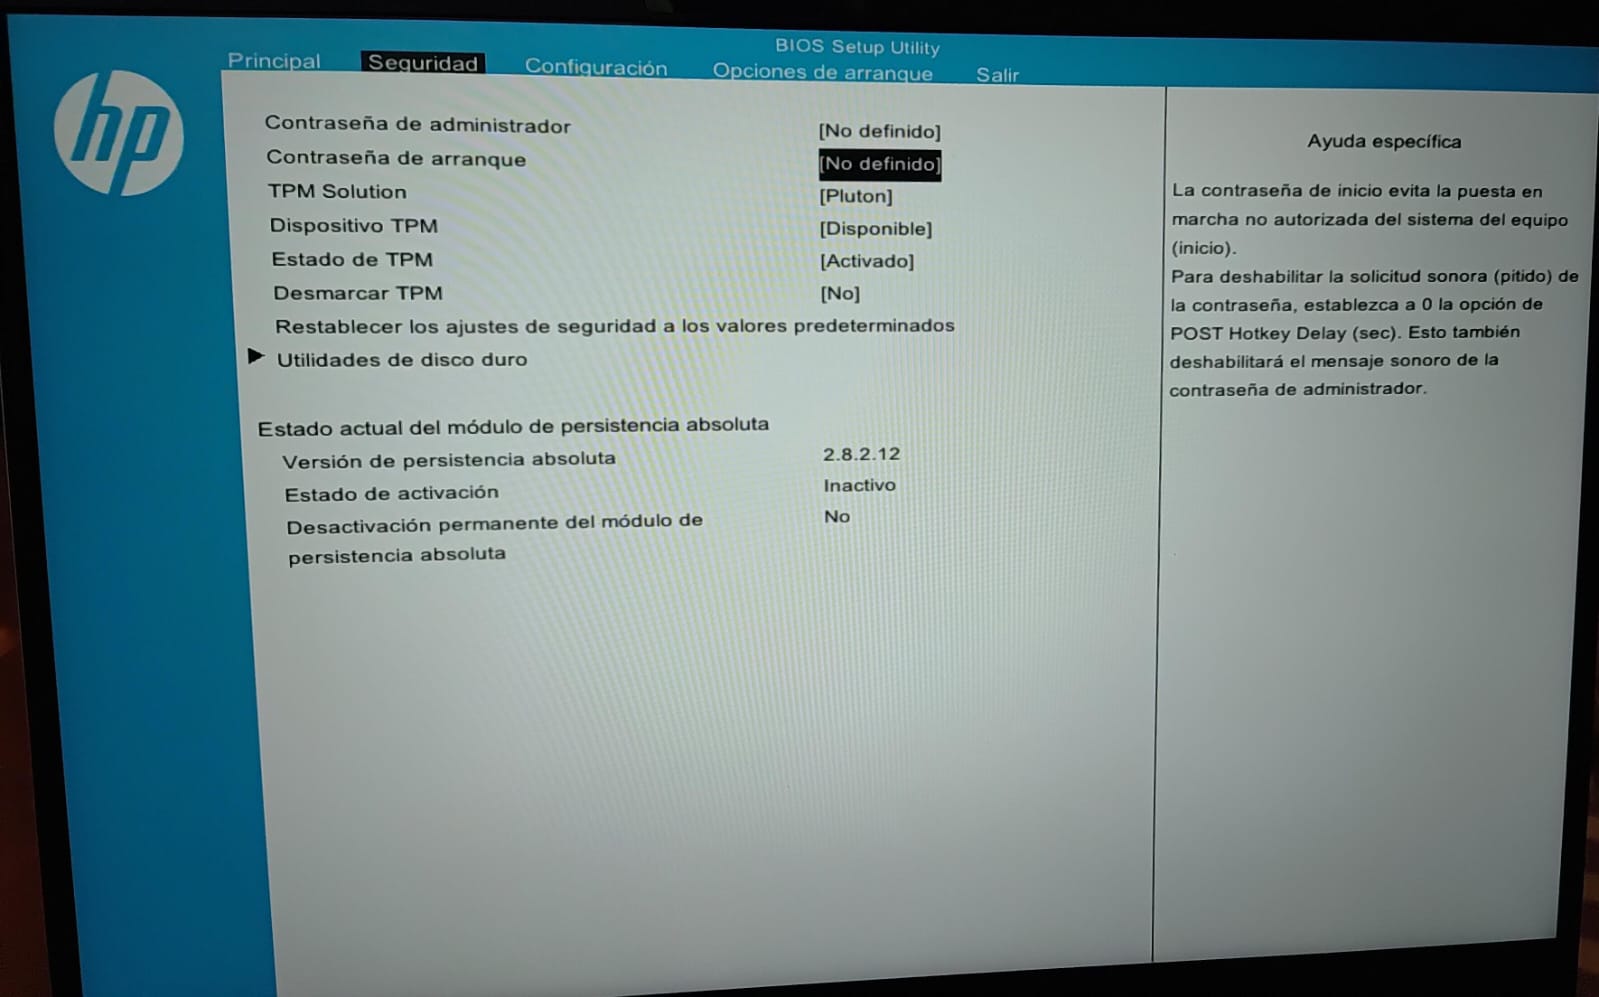 BIOS Setup Utility
Principal Seguridad Configuración Opciones de arranque Salir
hp
Contraseña de administrador [No definido]
Contraseña de arranque [No definido]
TPM Solution [Pluton]
Dispositivo TPM [Disponible]
Estado de TPM [Activado]
Desmarcar TPM [No]
Restablecer los ajustes de seguridad a los valores predeterminados
Utilidades de disco duro
Estado actual del módulo de persistencia absoluta
Versión de persistencia absoluta 2.8.2.12
Estado de activación Inactivo
Desactivación permanente del módulo de No
persistencia absoluta
Ayuda específica
La contraseña de inicio evita la puesta en
marcha no autorizada del sistema del equipo
(inicio).
Para deshabilitar la solicitud sonora (pitido) de
la contraseña, establezca a 0 la opción de
POST Hotkey Delay (sec). Esto también
deshabilitará el mensaje sonoro de la
contraseña de administrador.